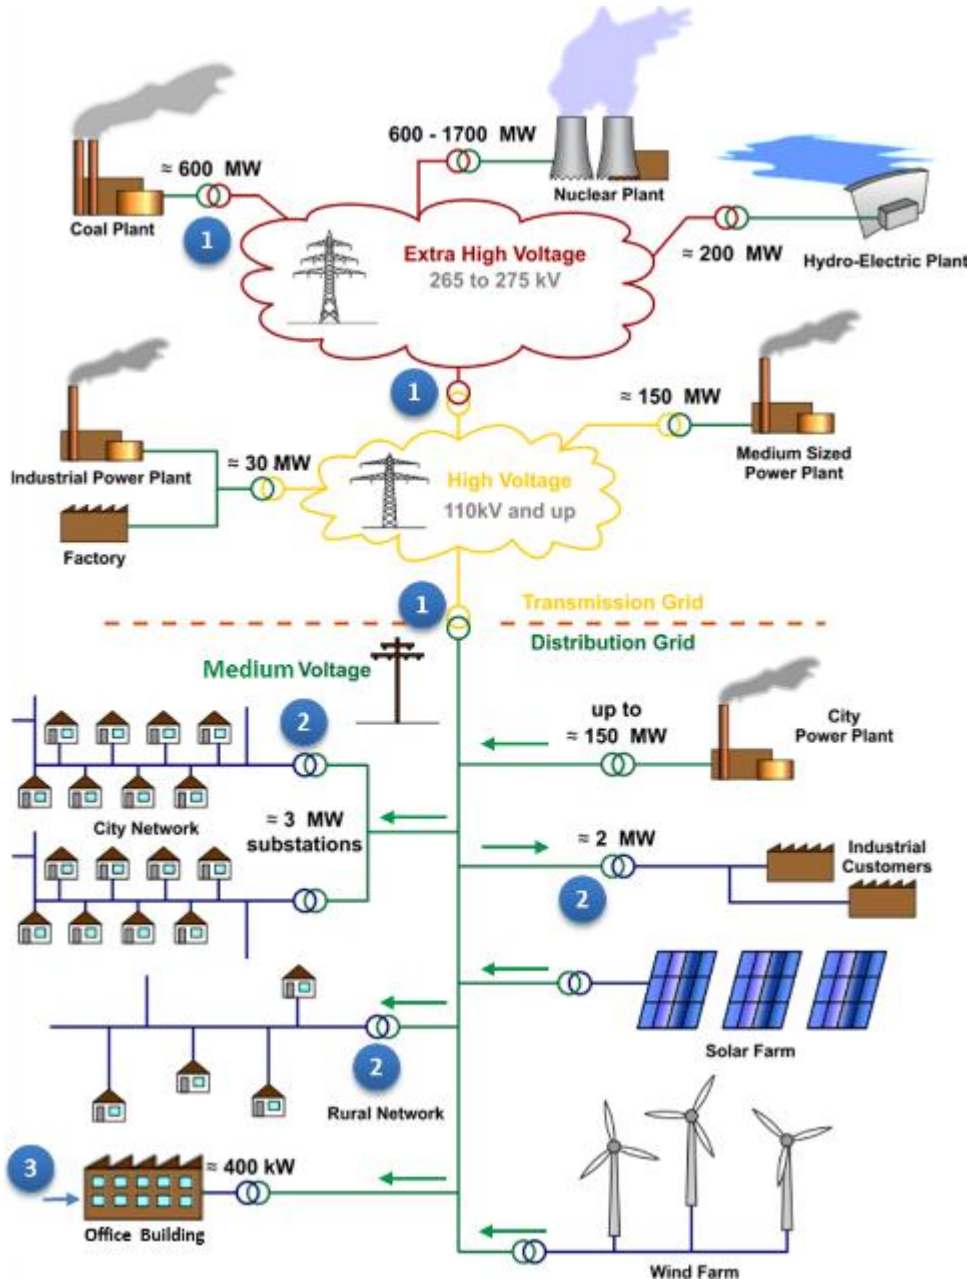 600 - 1700 MW
≈ 600 MW
Nuclear Plant
Coal Plant
1
Extra High Voltage
265 to 275 kV
≈ 200 MW
Hydro-Electric Plant
1
≈ 150 MW
Medium Sized
Power Plant
≈ 30 MW
Industrial Power Plant
High Voltage
110kV and up
Factory
1
Transmission Grid
Distribution Grid
Medium Voltage
2
up to
≈ 150 MW
City
Power Plant
City Network
≈ 3 MW
substations
≈ 2 MW
Industrial
Customers
2
Solar Farm
2
Rural Network
3
≈ 400 kW
Office Building
Wind Farm